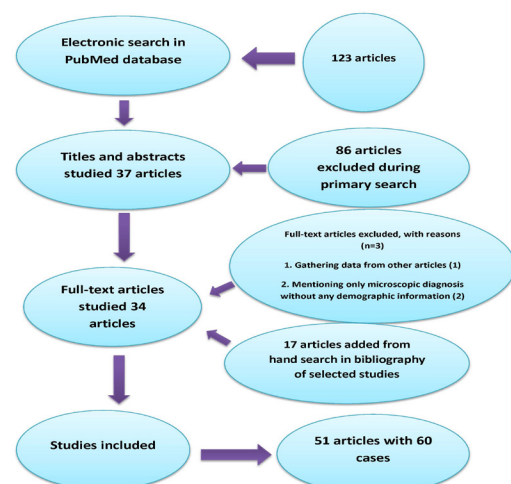 Electronic search in
PubMed database
123 articles
Titles and abstracts
studied 37 articles
86 articles
excluded during
primary search
Full-text articles excluded, with reasons
(n=3)
1. Gathering data from other articles (1)
2. Mentioning only microscopic diagnosis
without any demographic information (2)
Full-text articles
studied 34
articles
17 articles added from
hand search in bibliography
of selected studies
Studies included
51 articles with 60
cases